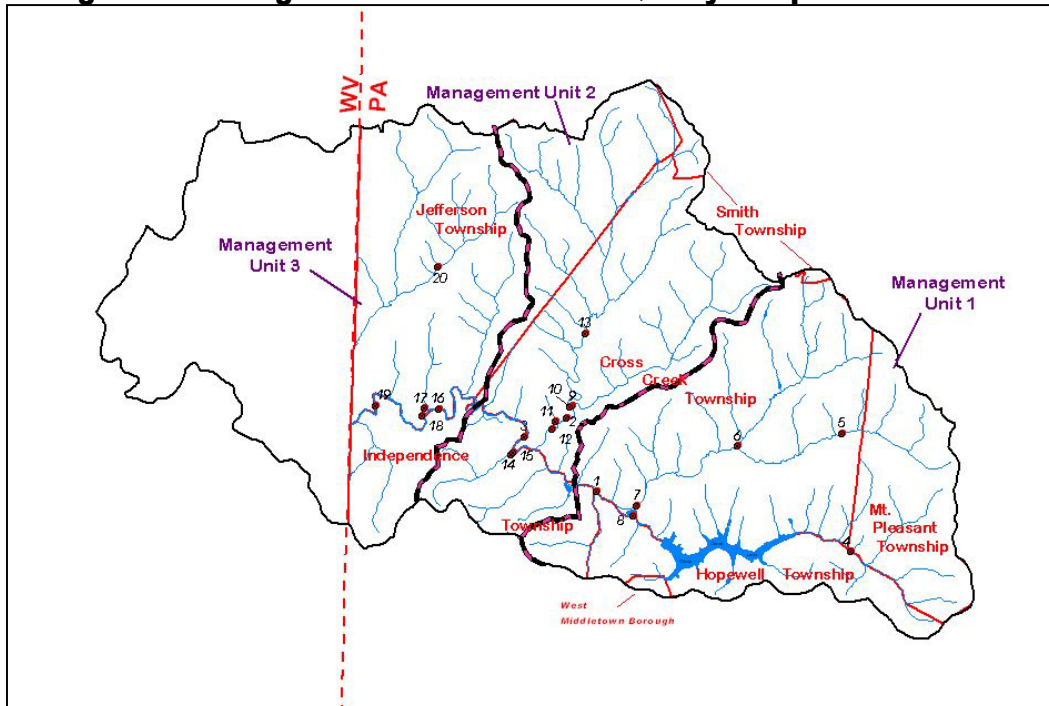 WV
PA
Management Unit 2
Jefferson
Township
Smith
Township
Management
Unit 3
20
Management
Unit 1
13
Cross
Creek
Township
19
17
16
18
10
9
11
2
12
3
5
6
Independence
14
15
1
7
8
Township
Mt.
Pleasant
Township
4
Hopewell Township
West
Middletown Borough